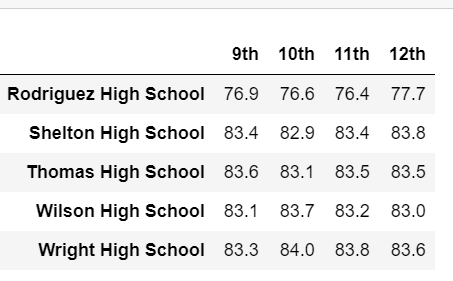 9th 10th 11th 12th
Rodriguez High School 76.9 76.6 76.4 77.7
Shelton High School 83.4 82.9 83.4 83.8
Thomas High School 83.6 83.1 83.5 83.5
Wilson High School 83.1 83.7 83.2 83.0
Wright High School 83.3 84.0 83.8 83.6